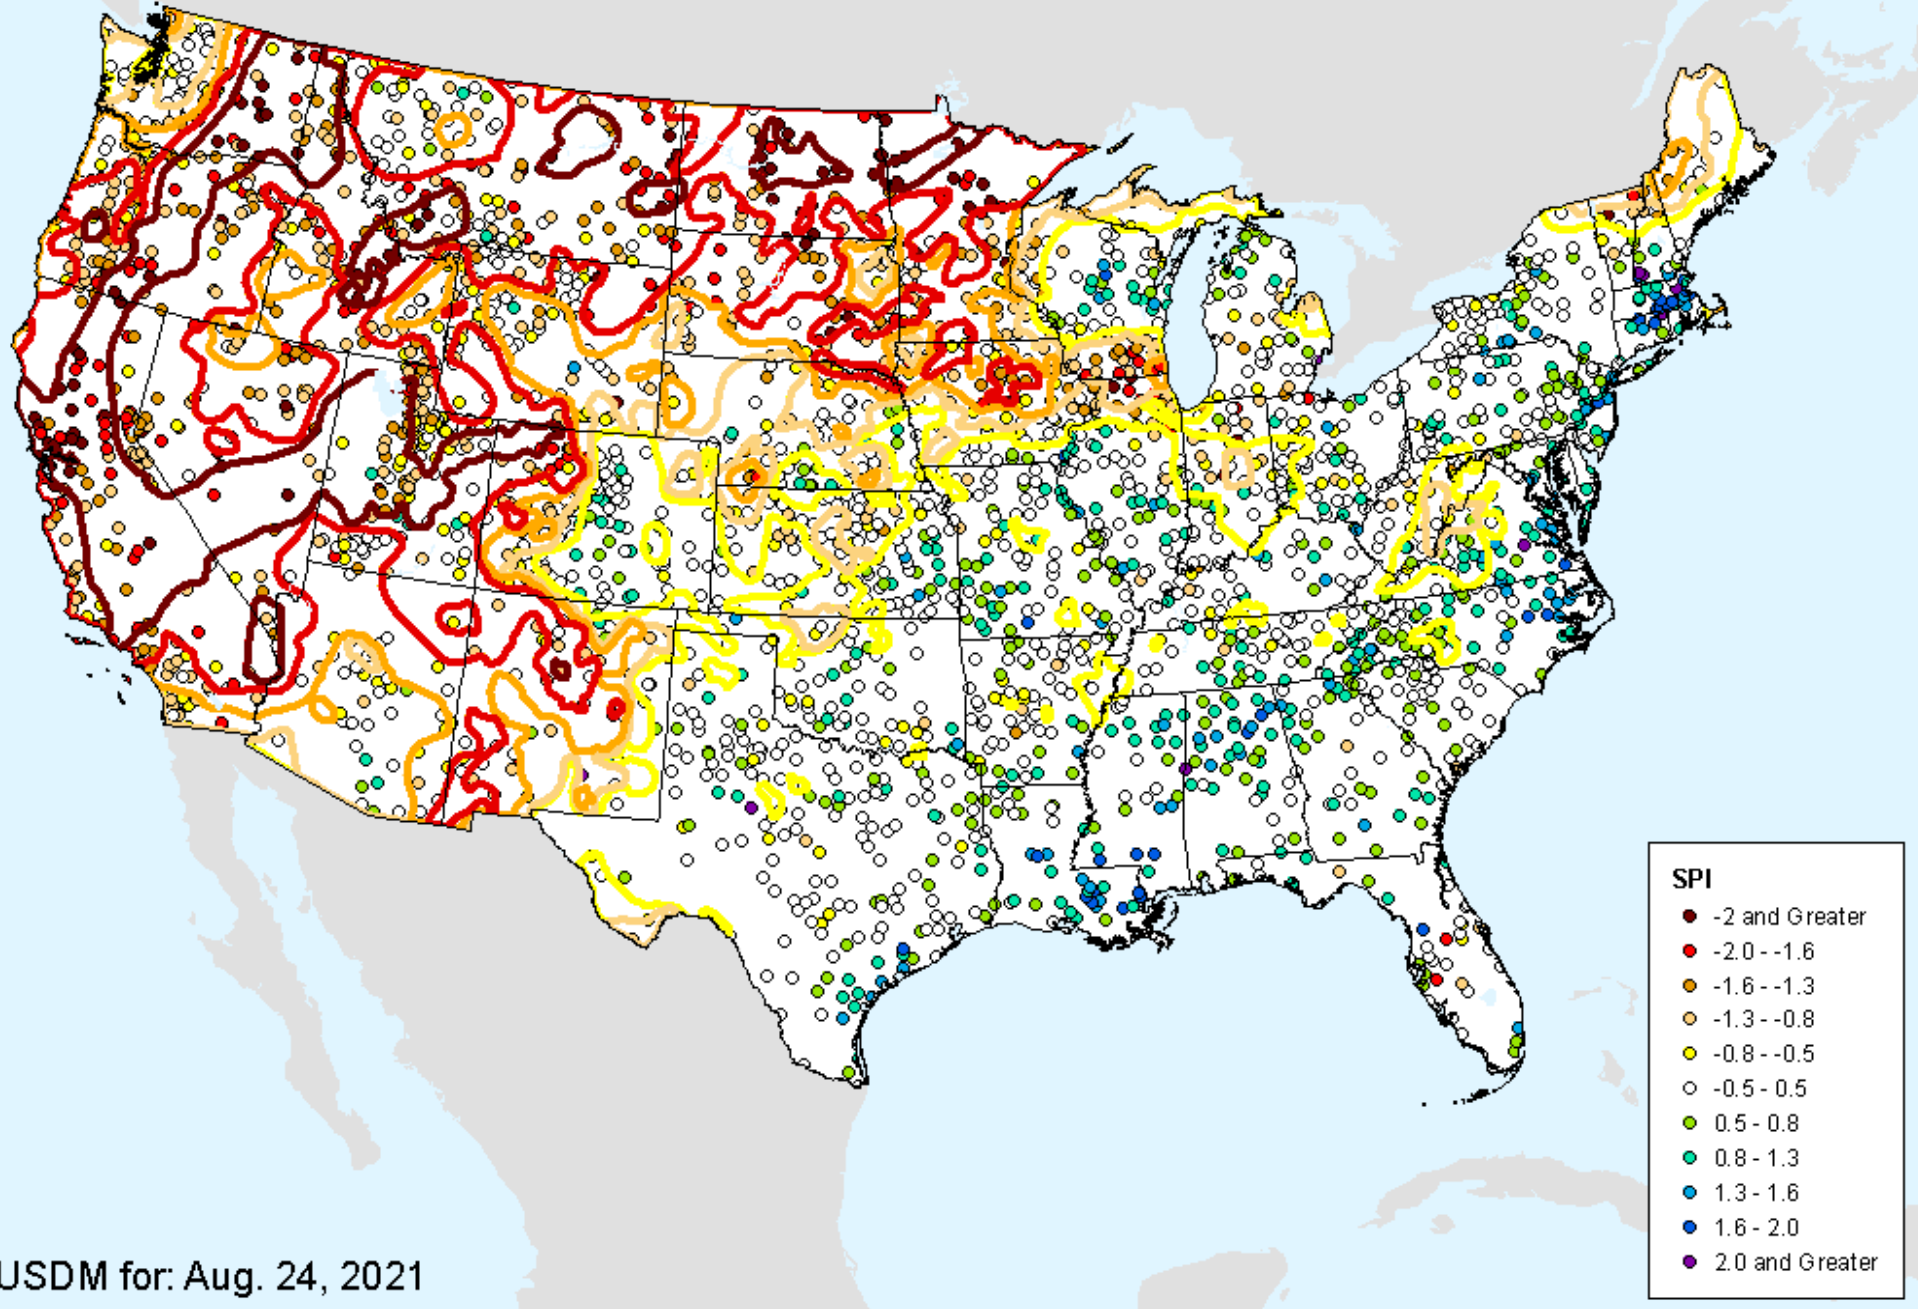 SPI
-2 and Greater
-2.0 - -1.6
-1.6 - -1.3
-1.3 - -0.8
-0.8 - -0.5
-0.5 - 0.5
0.5 - 0.8
0.8 - 1.3
1.3 - 1.6
1.6 - 2.0
2.0 and Greater
USDM for: Aug. 24, 2021